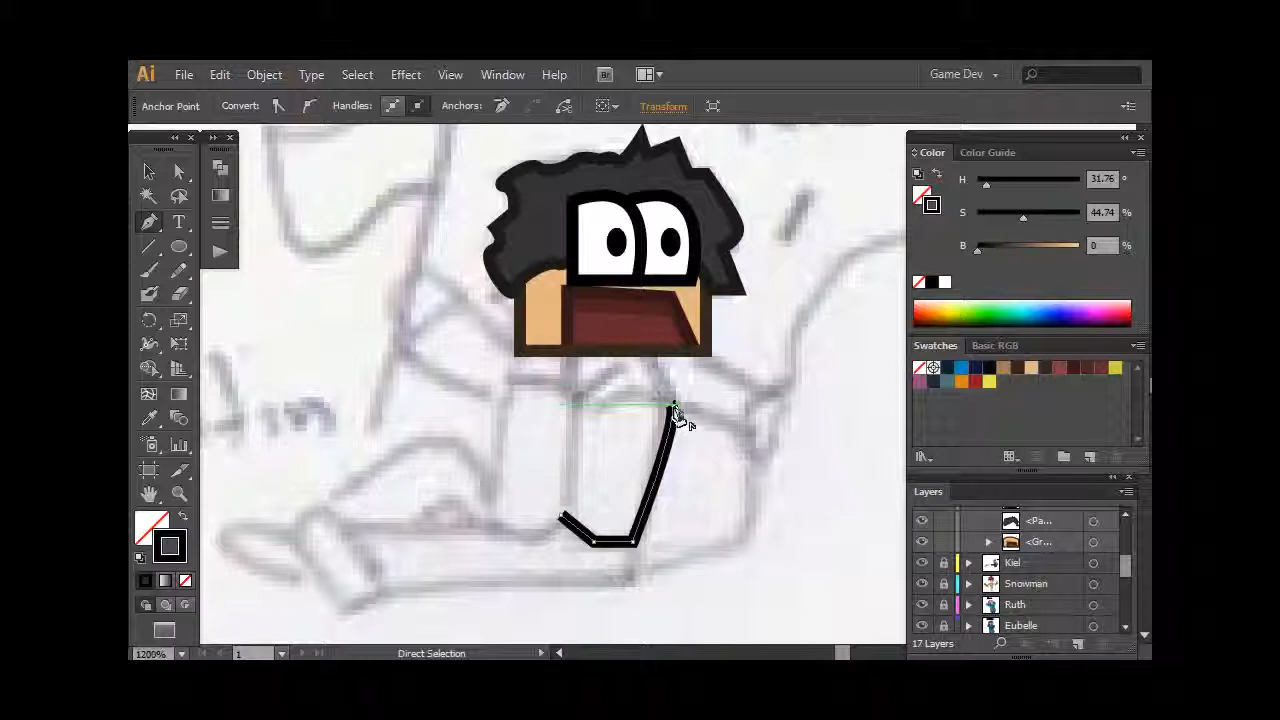 Ai File Edit Object Type Select Effect View Window Help Br Game Dev
Anchor Point Convert: Handles: Anchors: Transform
Color Color Guide
H 31.76 °
S 44.74 %
B 0 %
Swatches Basic RGB
T
Layers
<Pa...
<Gr...
Kiel
Snowman
Ruth
Eubelle
17 Layers
1200% 1 Direct Selection